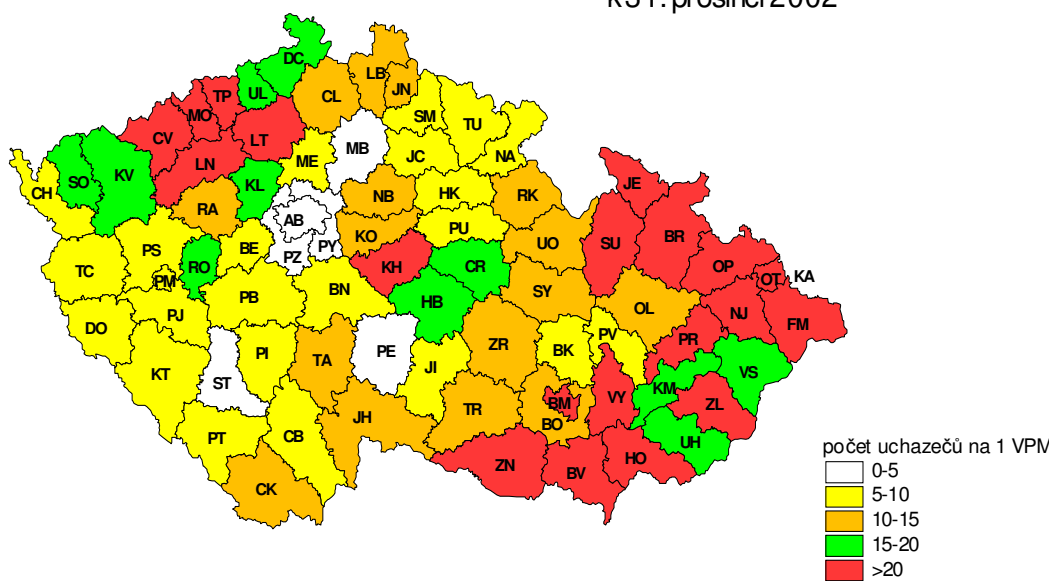 k 31. prosinci 2002
DC
LB
JN
UL
CL
TP
MO
SM
TU
CV
LT
MB
ME
JC
NA
LN
SO
KV
CH
KL
NB
HK
RK
JE
RA
AB
KO
PU
UO
SU
BR
PS
BE
PZ
PY
KH
CR
OP
TC
RO
PM
OT
KA
PB
BN
HB
SY
OL
NJ
FM
DO
PJ
PR
KT
ST
PI
TA
PE
JI
ZR
BK
PV
VS
KM
VY
ZL
JH
TR
BM
BO
PT
CB
UH
ZN
BV
HO
CK
počet uchazečů na 1 VPM
0-5
5-10
10-15
15-20
>20